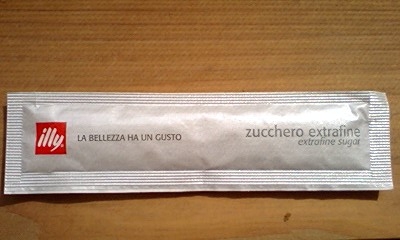 illy
LA BELLEZZA HA UN GUSTO
zucchero extrafine
extrafine sugar